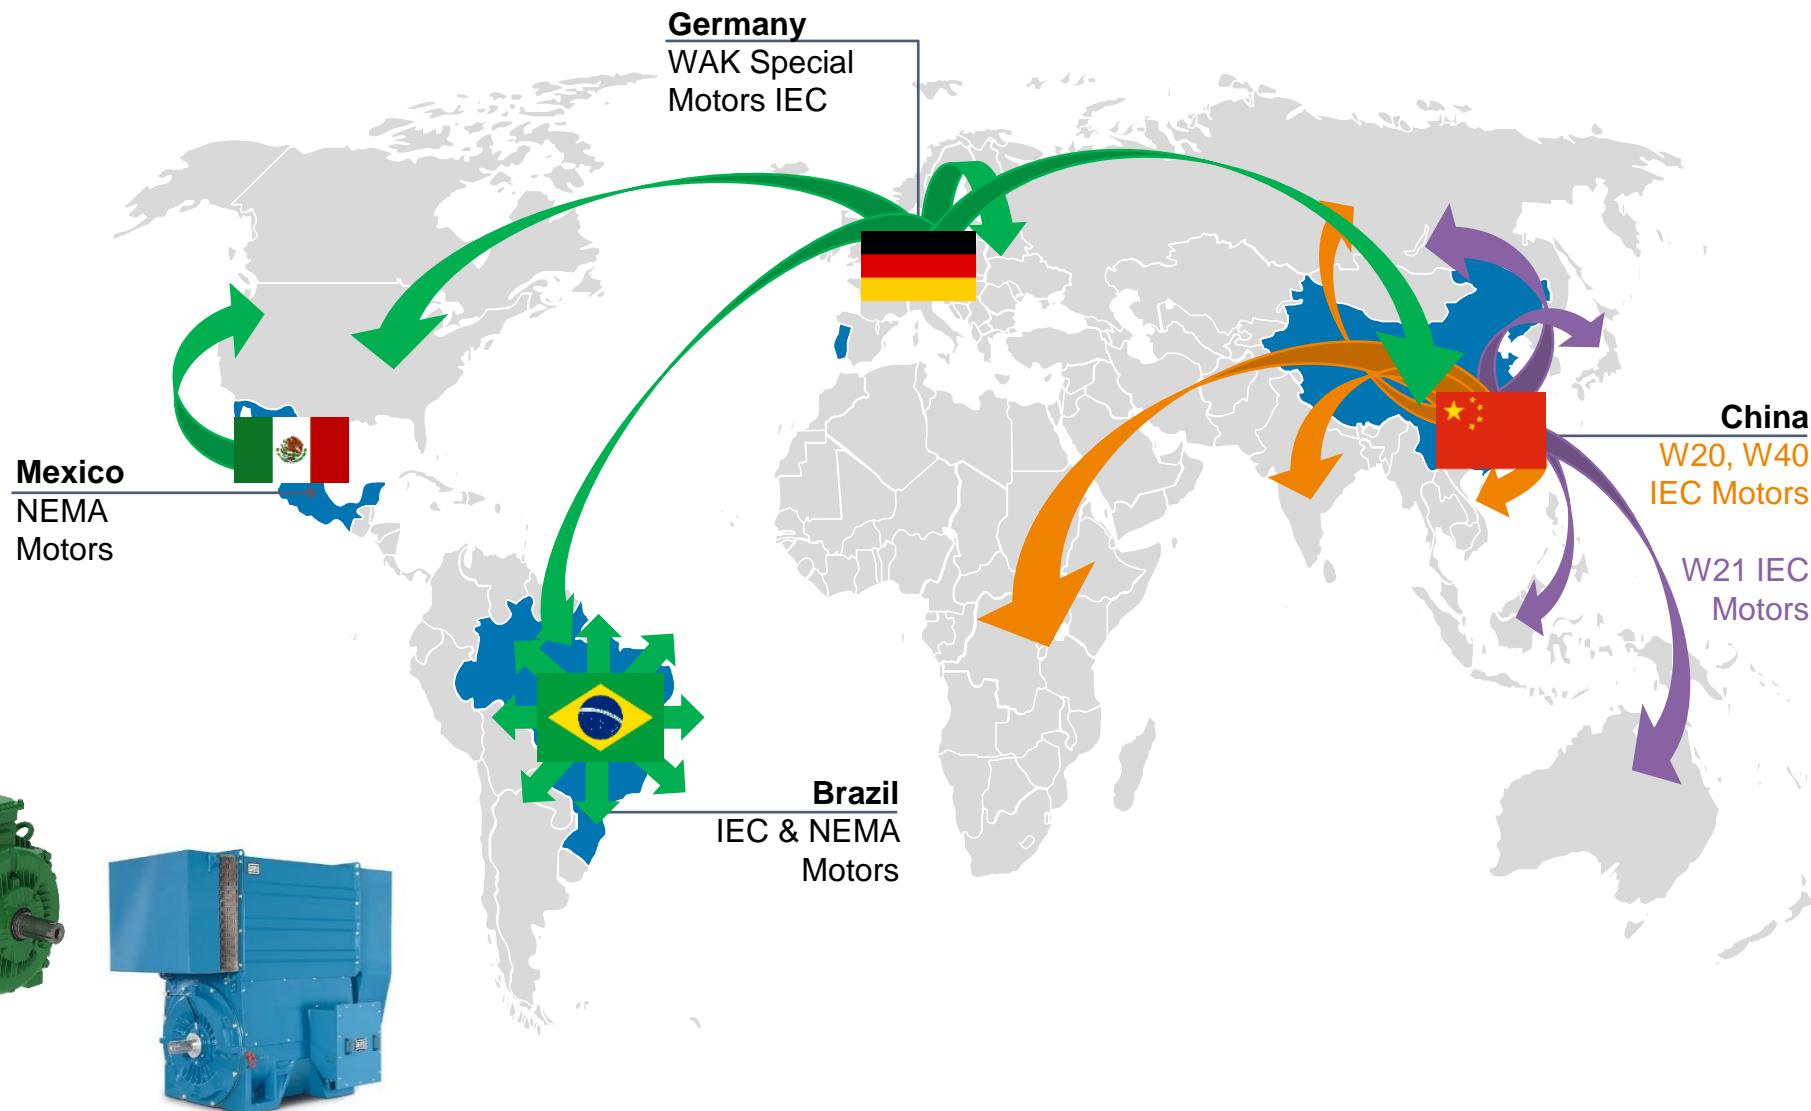 Germany
WAK Special
Motors IEC
Mexico
NEMA
Motors
China
W20, W40
IEC Motors
W21 IEC
Motors
Brazil
IEC & NEMA
Motors